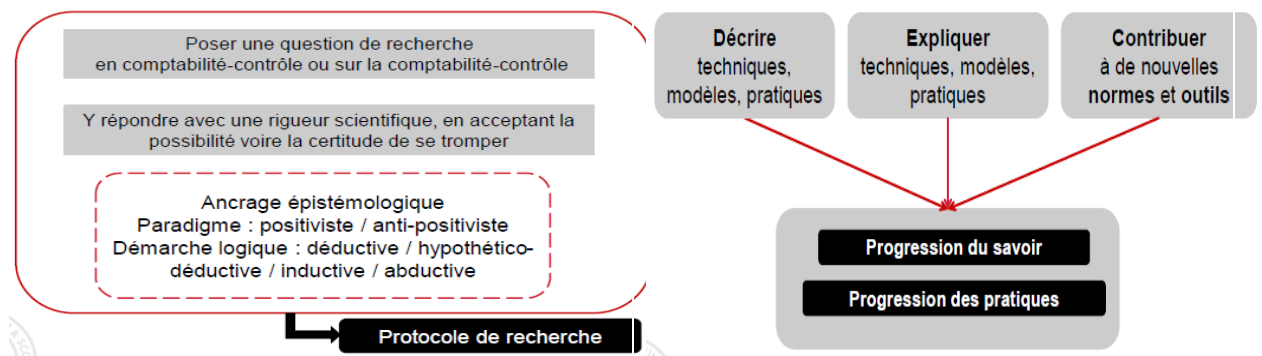 Poser une question de recherche
en comptabilité-contrôle ou sur la comptabilité-contrôle
Y répondre avec une rigueur scientifique, en acceptant la
possibilité voire la certitude de se tromper
Ancrage épistémologique
Paradigme : positiviste / anti-positiviste
Démarche logique : déductive / hypothético-
déductive / inductive / abductive
Protocole de recherche
Décrire
techniques,
modèles, pratiques
Expliquer
techniques, modèles,
pratiques
Contribuer
à de nouvelles
normes et outils
Progression du savoir
Progression des pratiques